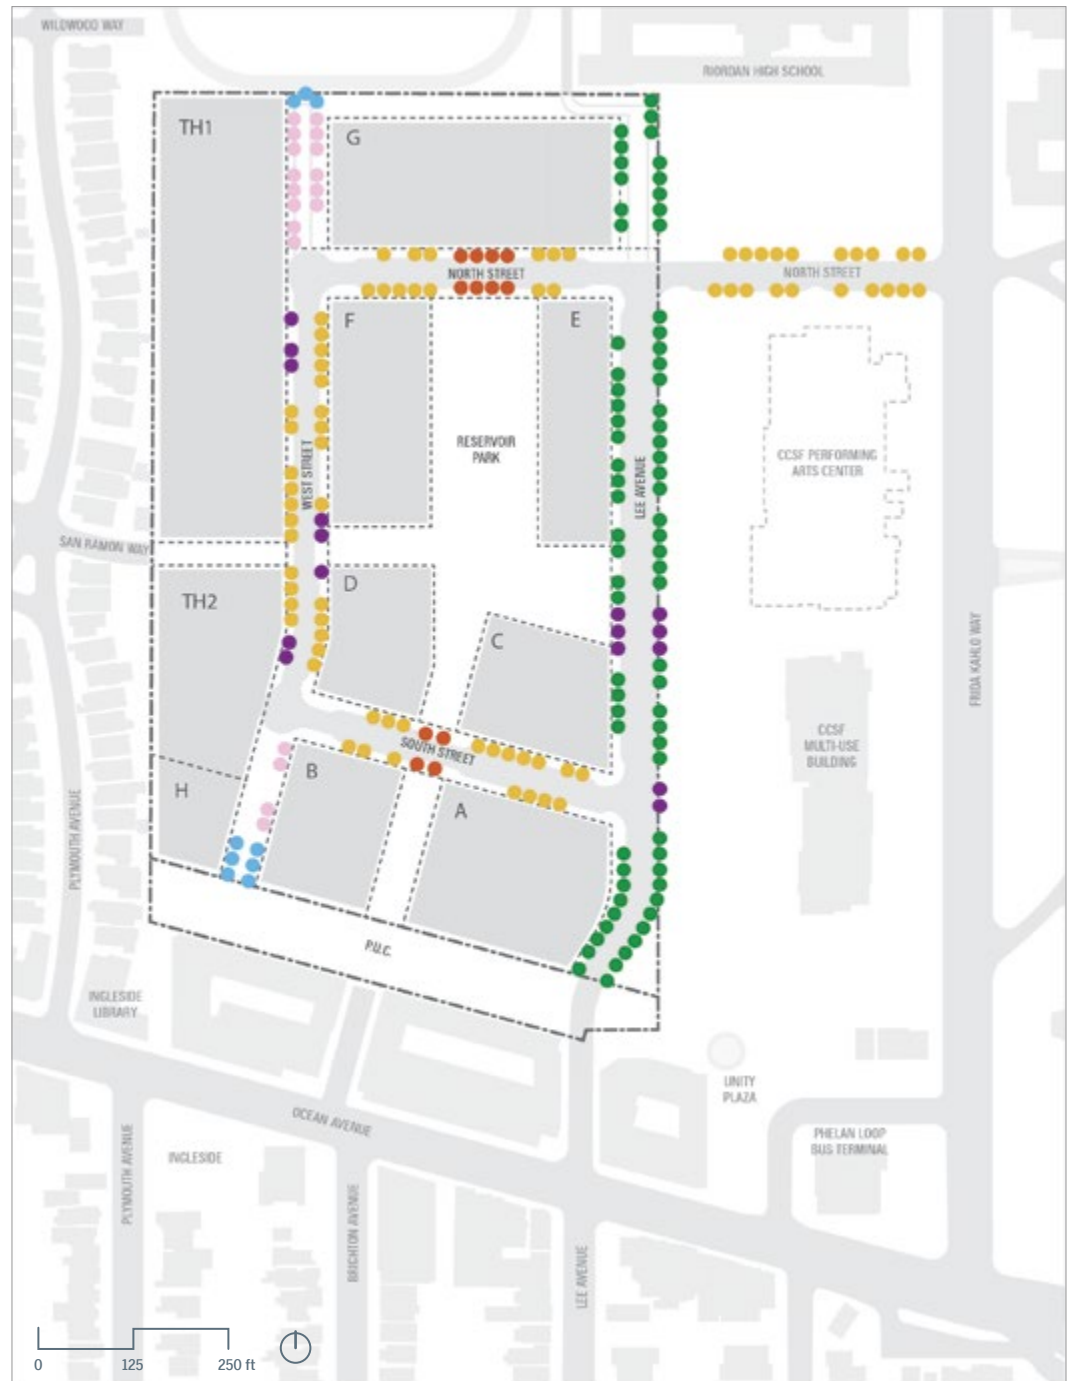 WILDWOOD WAY
RIORDAN HIGH SCHOOL
TH1
G
NORTH STREET
NORTH STREET
F
E
WEST STREET
RESERVOIR
PARK
LEE AVENUE
CCSF PERFORMING
ARTS CENTER
SAN RAMON WAY
TH2
D
C
FRIDA KAHLO WAY
SOUTH STREET
CCSF
MULTI-USE
BUILDING
B
H
A
PLYMOUTH AVENUE
P.U.C.
INGLESIDE
LIBRARY
UNITY
PLAZA
OCEAN AVENUE
PHELAN LOOP
BUS TERMINAL
PLYMOUTH AVENUE
INGLESIDE
BRIGHTON AVENUE
LEE AVENUE
0 125 250 ft